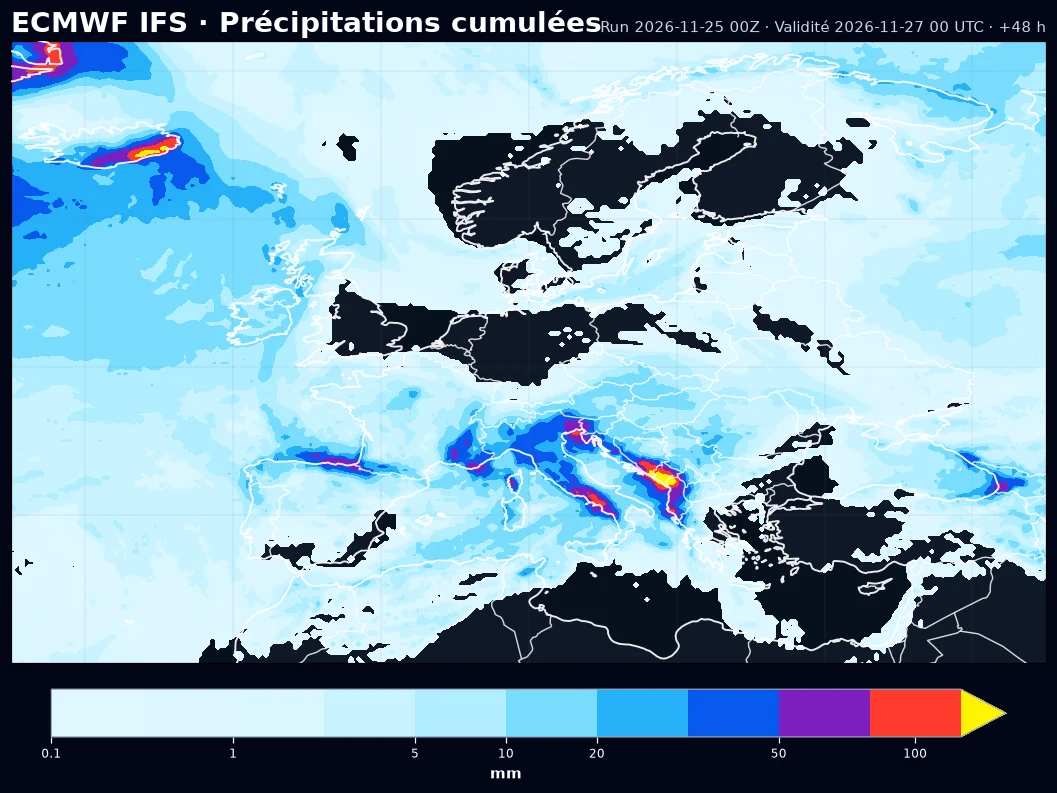 ECMWF IFS · Précipitations cumulées
Run 2026-11-25 00Z · Validité 2026-11-27 00 UTC · +48 h
0.1 1 5 10 20 50 100
mm